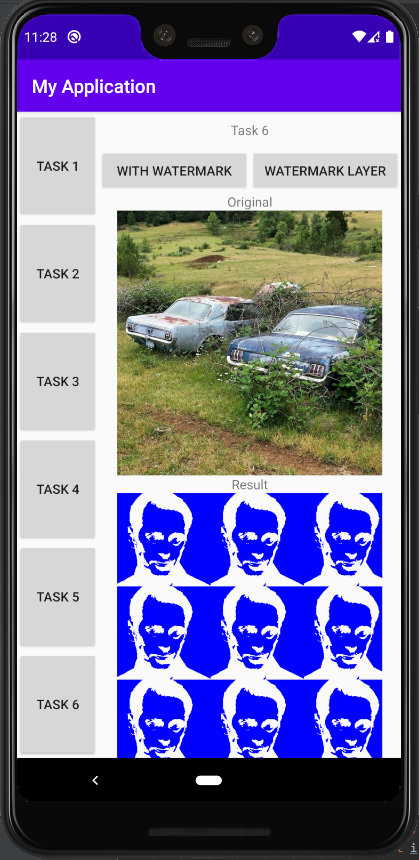 11:28
My Application
TASK 1
TASK 2
TASK 3
TASK 4
TASK 5
TASK 6
Task 6
WITH WATERMARK
WATERMARK LAYER
Original
Result